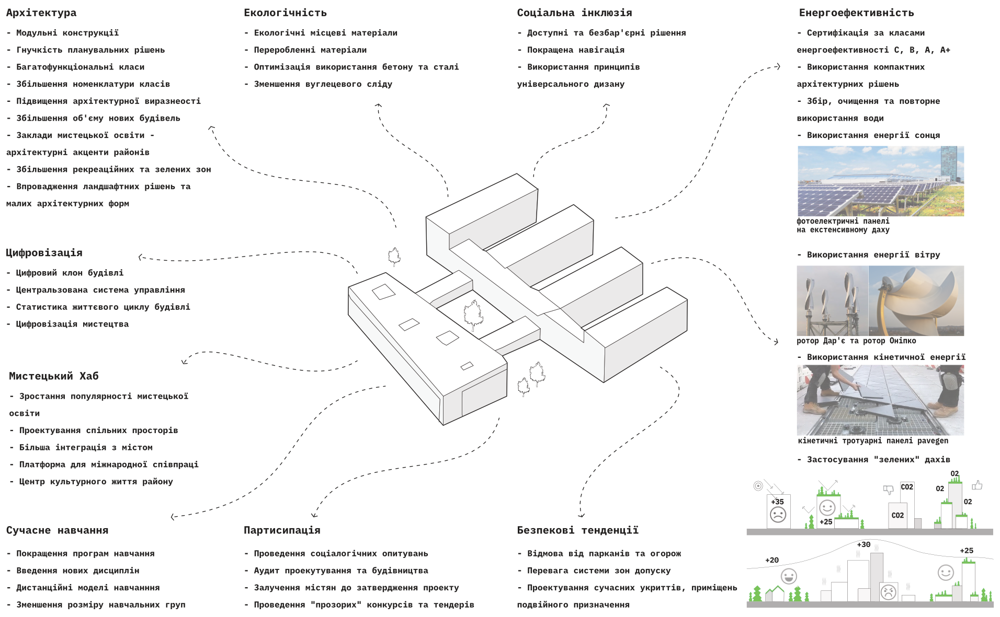 Архітектура
- Модульні конструкції
- Гнучкість планувальних рішень
- Багатофункціональні класи
- Збільшення номенклатури класів
- Підвищення архітектурної виразнеості
- Збільшення об'єму нових будівель
- Заклади мистецької освіти -
архітектурні акценти районів
- Збільшення рекреаційних та зелених зон
- Впровадження ландшафтних рішень та
малих архітектурних форм
Екологічність
- Екологічні місцеві матеріали
- Переробленні матеріали
- Оптимізація використання бетону та сталі
- Зменшення вуглецевого сліду
Соціальна інклюзія
- Доступні та безбар'єрні рішення
- Покращена навігація
- Використання принципів
універсального дизану
Енергоефективність
- Сертифікація за класами
енергоефективності C, B, A, A+
- Використання компактних
архітектурних рішень
- Збір, очищення та повторне
використання води
- Використання енергії сонця
фотоелектричні панелі
на екстенсивному даху
- Використання енергії вітру
ротор Дар'є та ротор Оніпко
- Використання кінетичної енергії
кінетичні тротуарні панелі pavegen
- Застосування "зелених" дахів
+35
+25
CO2
CO2
O2
O2
O2
+20
+30
+25
Цифровізація
- Цифровий клон будівлі
- Центральзована система управління
- Статистика життєвого циклу будівлі
- Цифровізація мистецтва
Мистецький Хаб
- Зростання популярності мистецької
освіти
- Проектування спільних просторів
- Більша інтеграція з містом
- Платформа для міжнародної співпраці
- Центр культурного життя району
Сучасне навчання
- Покращення програм навчання
- Введення нових дисциплін
- Дистанційні моделі навчанння
- Зменшення розміру навчальних груп
Партисипація
- Проведення соціалогічних опитувань
- Аудит проекутування та будівництва
- Залучення містян до затвердження проекту
- Проведення "прозорих" конкурсів та тендерів
Безпекові тенденції
- Відмова від парканів та огорож
- Перевага системи зон допуску
- Проектування сучасних укриттів, приміщень
подвійного призначення